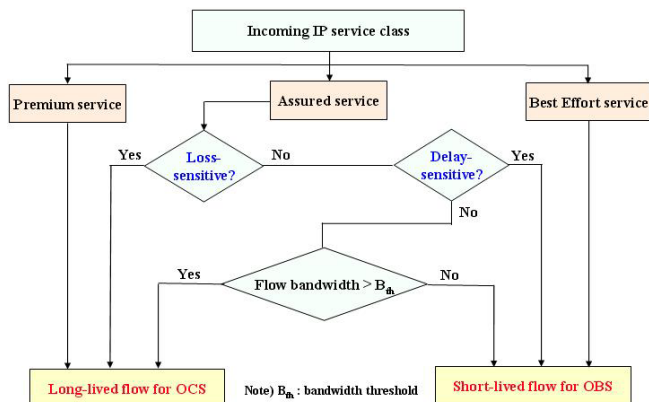 Incoming IP service class
Premium service
Assured service
Best Effort service
Yes
Loss-
sensitive?
No
Delay-
sensitive?
Yes
No
Yes
Flow bandwidth > Bth
No
Long-lived flow for OCS
Note) Bth : bandwidth threshold
Short-lived flow for OBS